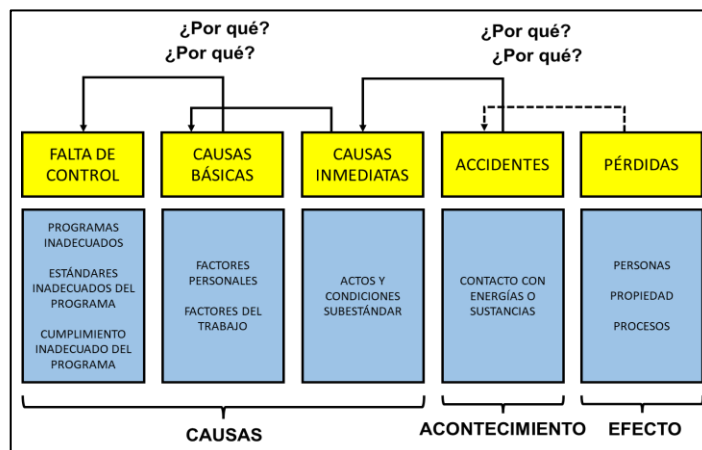 ¿Por qué?
¿Por qué?
¿Por qué?
¿Por qué?
FALTA DE
CONTROL
CAUSAS
BÁSICAS
CAUSAS
INMEDIATAS
ACCIDENTES
PÉRDIDAS
PROGRAMAS
INADECUADOS
ESTÁNDARES
INADECUADOS DEL
PROGRAMA
CUMPLIMIENTO
INADECUADO DEL
PROGRAMA
FACTORES
PERSONALES
FACTORES DEL
TRABAJO
ACTOS Y
CONDICIONES
SUBESTÁNDAR
CONTACTO CON
ENERGÍAS O
SUSTANCIAS
PERSONAS
PROPIEDAD
PROCESOS
CAUSAS
ACONTECIMIENTO
EFECTO